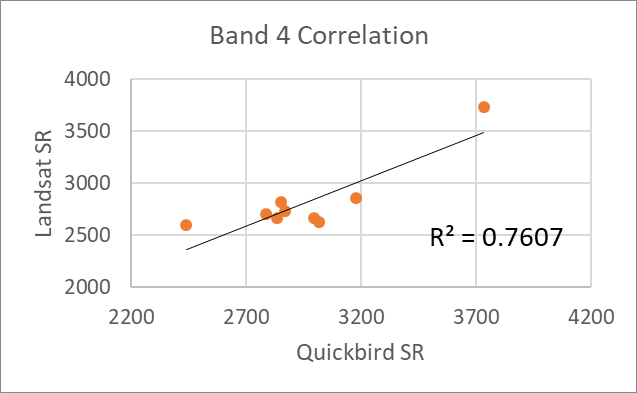 Band 4 Correlation
4000
3500
3000
2500
2000
Landsat SR
R² = 0.7607
2200 2700 3200 3700 4200
Quickbird SR